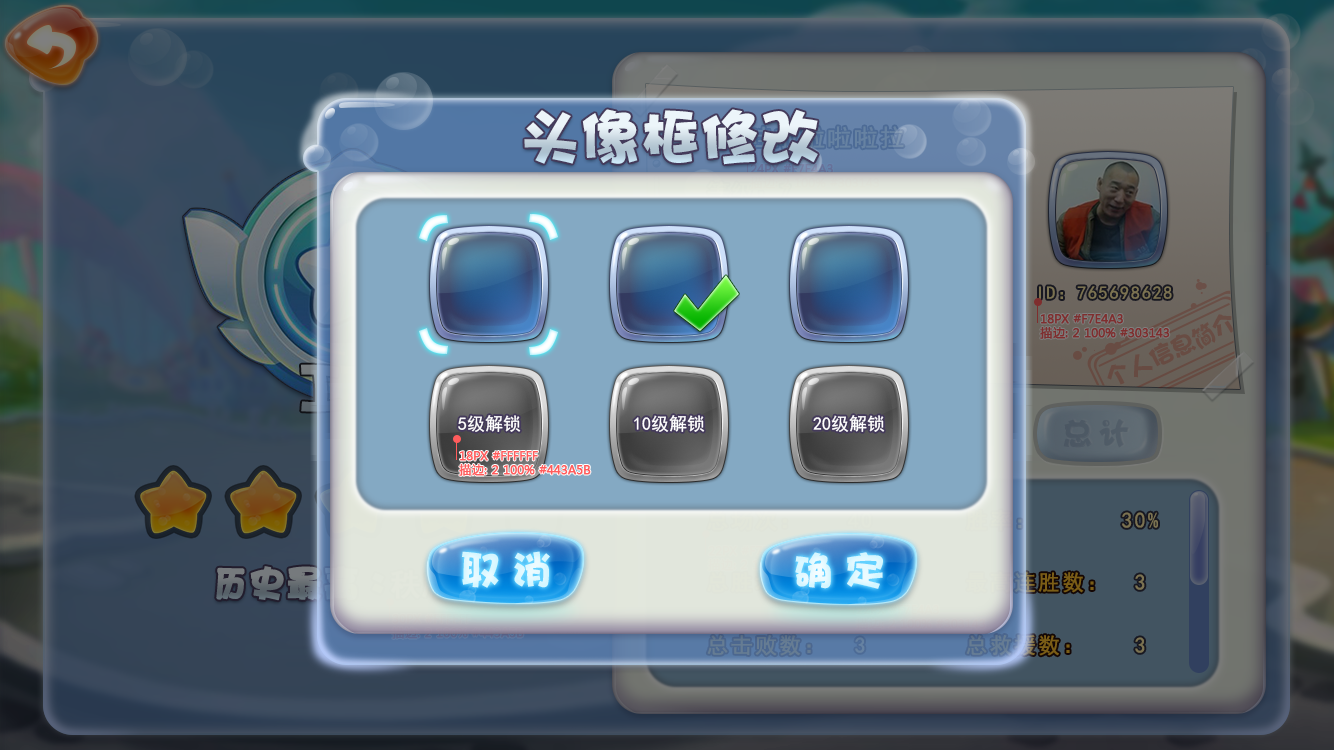 头像框修改
啦啦拉
ID: 765698628
18PX #F7E4A3
描边: 2 100% #303143
个人信息简介
5级解锁
10级解锁
20级解锁
18PX #FFFFFF
描边: 2 100% #443A5B
总计
30%
取消
确定
历史最
连胜数: 3
总击败数: 3
总救援数: 3